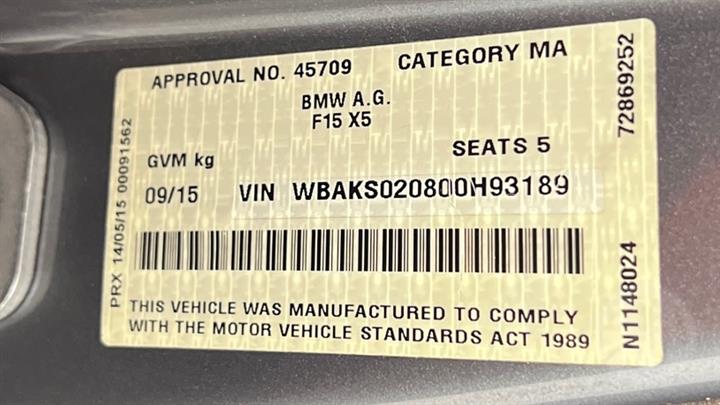 APPROVAL NO. 45709 CATEGORY MA
BMW A.G.
F15 X5
SEATS 5
GVM kg
09/15 VIN WBAKS020800H93189
THIS VEHICLE WAS MANUFACTURED TO COMPLY
WITH THE MOTOR VEHICLE STANDARDS ACT 1989
PRX 14/05/15 00091562
72869252
N1148024